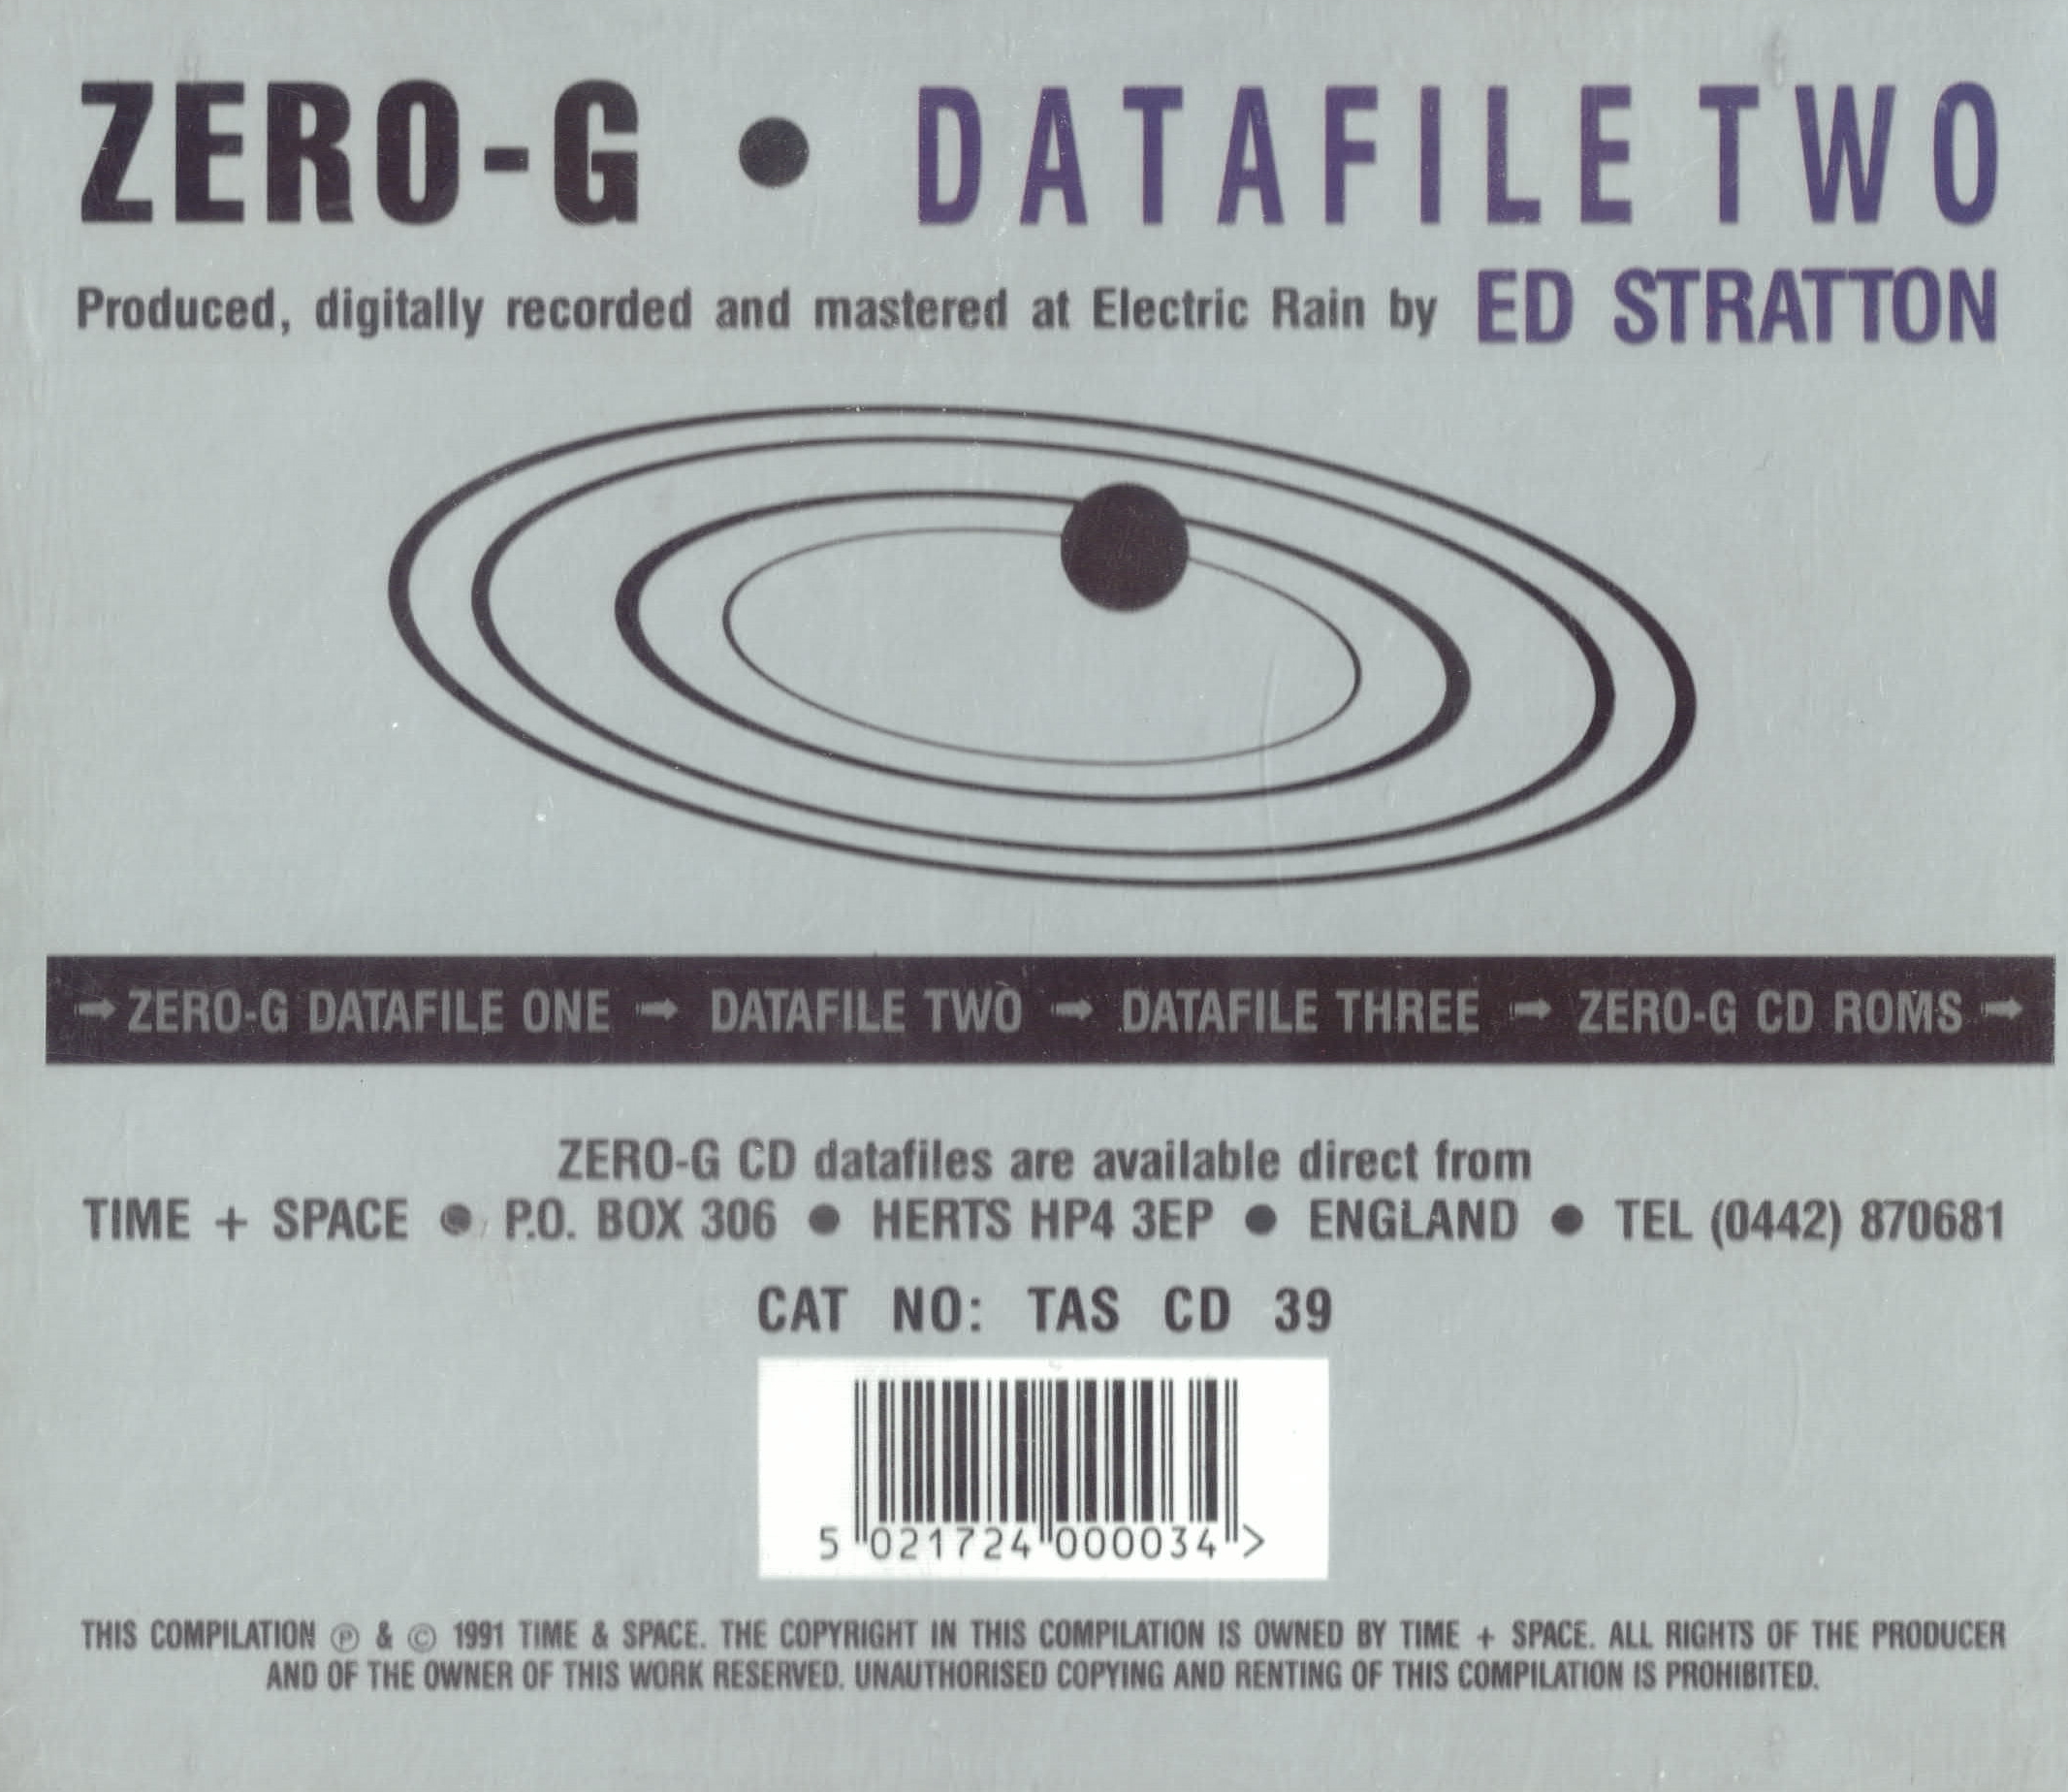 ZERO-G • DATAFILE TWO
Produced, digitally recorded and mastered at Electric Rain by ED STRATTON
➞ ZERO-G DATAFILE ONE ➞ DATAFILE TWO ➞ DATAFILE THREE ➞ ZERO-G CD ROMS ➞
ZERO-G CD datafiles are available direct from
TIME + SPACE ● P.O. BOX 306 ● HERTS HP4 3EP ● ENGLAND ● TEL (0442) 870681
CAT NO: TAS CD 39
5 021724 000034 >
THIS COMPILATION ℗ & © 1991 TIME & SPACE. THE COPYRIGHT IN THIS COMPILATION IS OWNED BY TIME + SPACE. ALL RIGHTS OF THE PRODUCER
AND OF THE OWNER OF THIS WORK RESERVED. UNAUTHORISED COPYING AND RENTING OF THIS COMPILATION IS PROHIBITED.